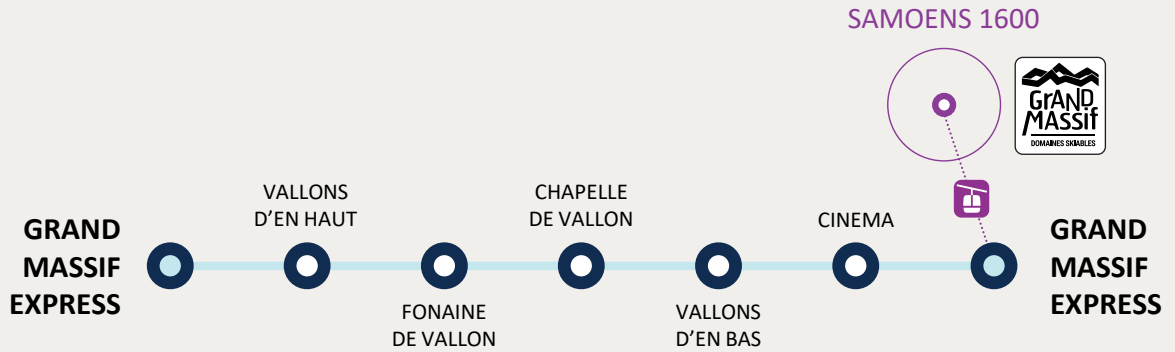 SAMOENS 1600
GrAND
MASSif
DOMAINES SKIABLES
GRAND
MASSIF
EXPRESS
VALLONS
D'EN HAUT
FONAINE
DE VALLON
CHAPELLE
DE VALLON
VALLONS
D'EN BAS
CINEMA
GRAND
MASSIF
EXPRESS